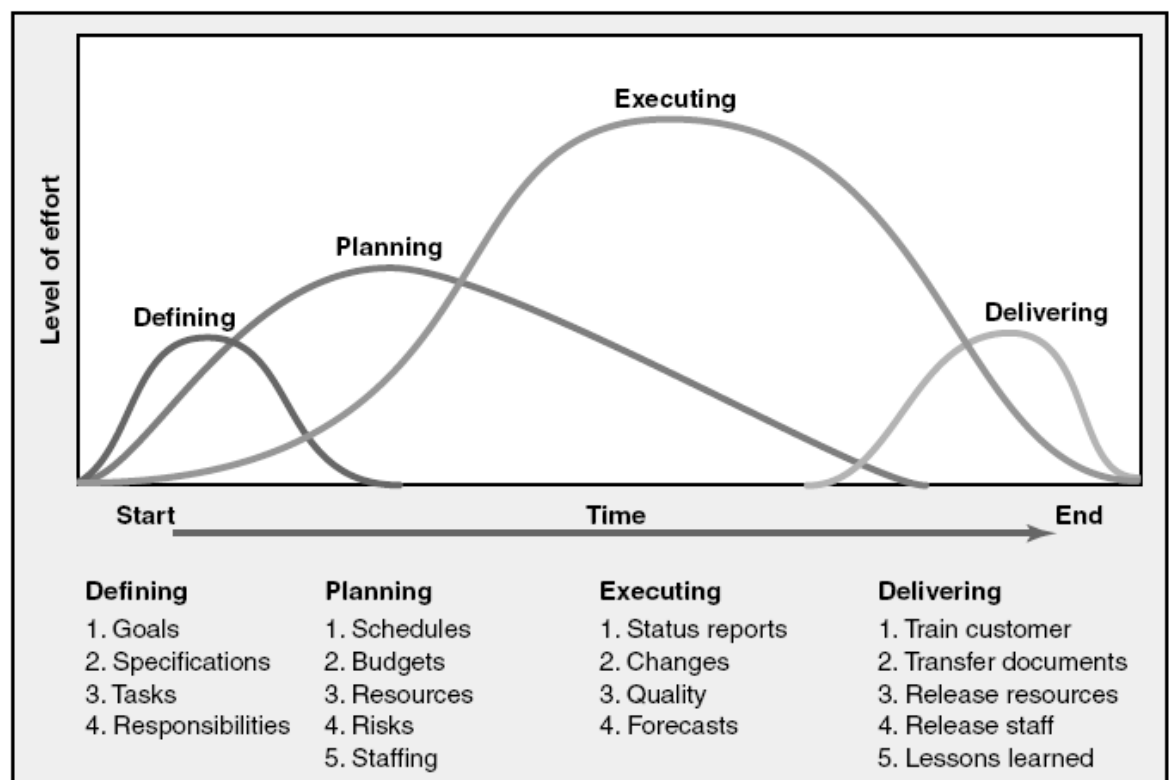 Executing
Planning
Defining
Delivering
Level of effort
Start
Time
End
Defining
1. Goals
2. Specifications
3. Tasks
4. Responsibilities
Planning
1. Schedules
2. Budgets
3. Resources
4. Risks
5. Staffing
Executing
1. Status reports
2. Changes
3. Quality
4. Forecasts
Delivering
1. Train customer
2. Transfer documents
3. Release resources
4. Release staff
5. Lessons learned